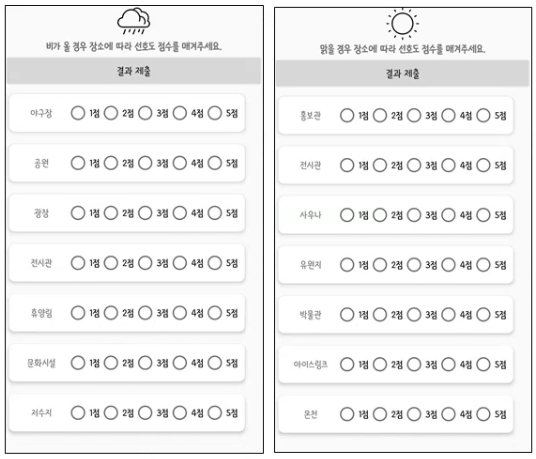 비가 올 경우 장소에 따라 선호도 점수를 매겨주세요.
결과 제출
야구장 1점 2점 3점 4점 5점
공원 1점 2점 3점 4점 5점
광장 1점 2점 3점 4점 5점
전시관 1점 2점 3점 4점 5점
휴양림 1점 2점 3점 4점 5점
문화시설 1점 2점 3점 4점 5점
저수지 1점 2점 3점 4점 5점
맑을 경우 장소에 따라 선호도 점수를 매겨주세요.
결과 제출
홍보관 1점 2점 3점 4점 5점
전시관 1점 2점 3점 4점 5점
사우나 1점 2점 3점 4점 5점
유원지 1점 2점 3점 4점 5점
박물관 1점 2점 3점 4점 5점
아이스링크 1점 2점 3점 4점 5점
온천 1점 2점 3점 4점 5점